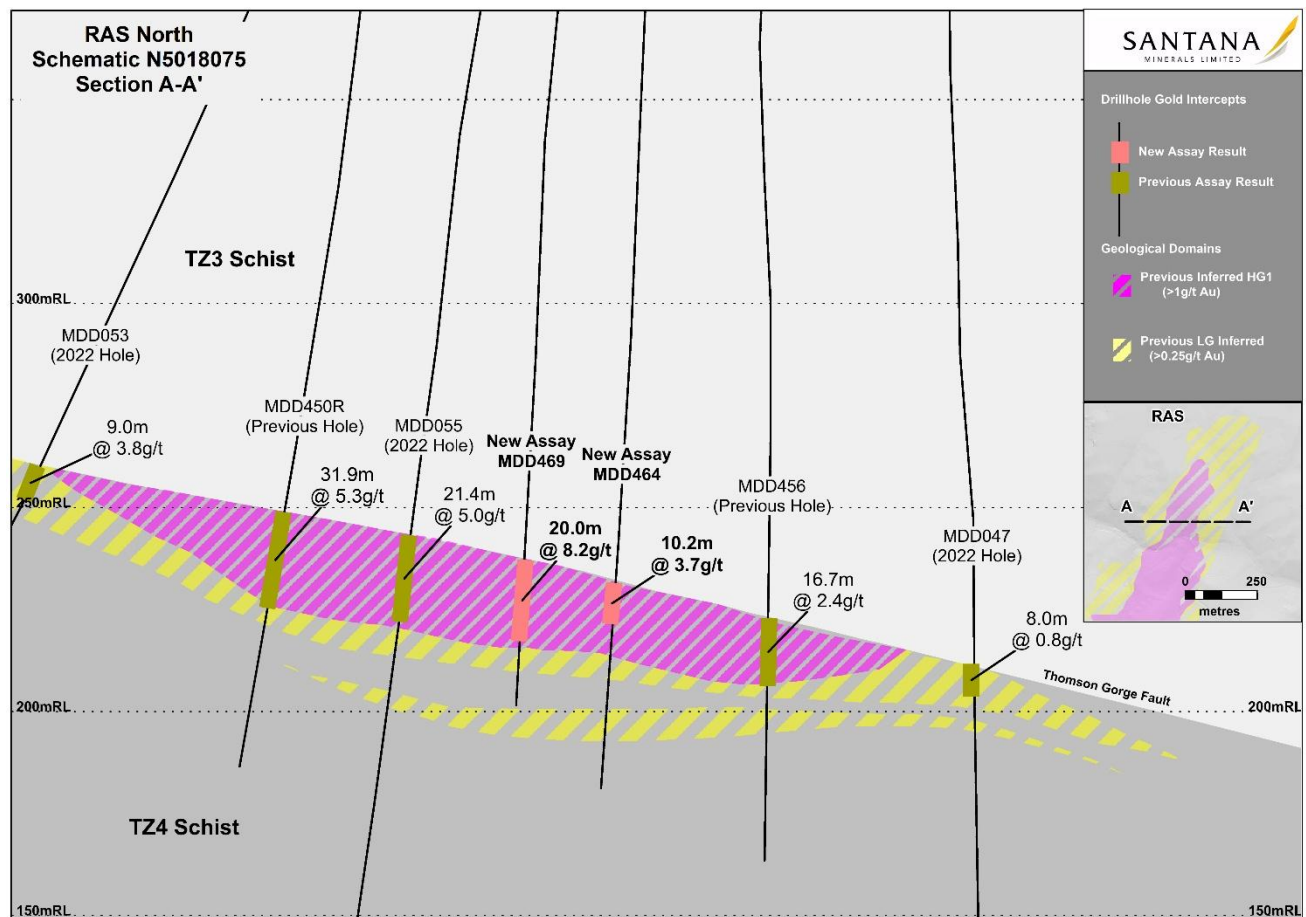 RAS North
Schematic N5018075
Section A-A'
SANTANA
MINERALS LIMITED
Drillhole Gold Intercepts
New Assay Result
Previous Assay Result
Geological Domains
Previous Inferred HG1
(>1g/t Au)
Previous LG Inferred
(>0.25g/t Au)
RAS
A
A'
0
250
metres
TZ3 Schist
300mRL
MDD053
(2022 Hole)
9.0m
@ 3.8g/t
MDD450R
(Previous Hole)
31.9m
@ 5.3g/t
MDD055
(2022 Hole)
21.4m
@ 5.0g/t
New Assay
MDD469
20.0m
@ 8.2g/t
New Assay
MDD464
10.2m
@ 3.7g/t
MDD456
(Previous Hole)
16.7m
@ 2.4g/t
MDD047
(2022 Hole)
8.0m
@ 0.8g/t
250mRL
Thomson Gorge Fault
200mRL
200mRL
TZ4 Schist
150mRL
150mRL